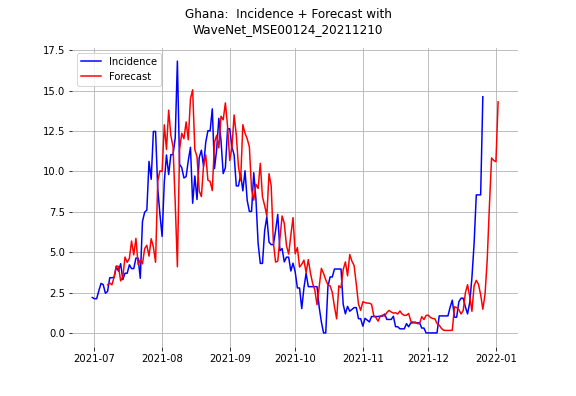 Ghana:  Incidence + Forecast with
WaveNet_MSE00124_20211210
17.5
15.0
12.5
10.0
7.5
5.0
2.5
0.0
Incidence
Forecast
2021-07 2021-08 2021-09 2021-10 2021-11 2021-12 2022-01